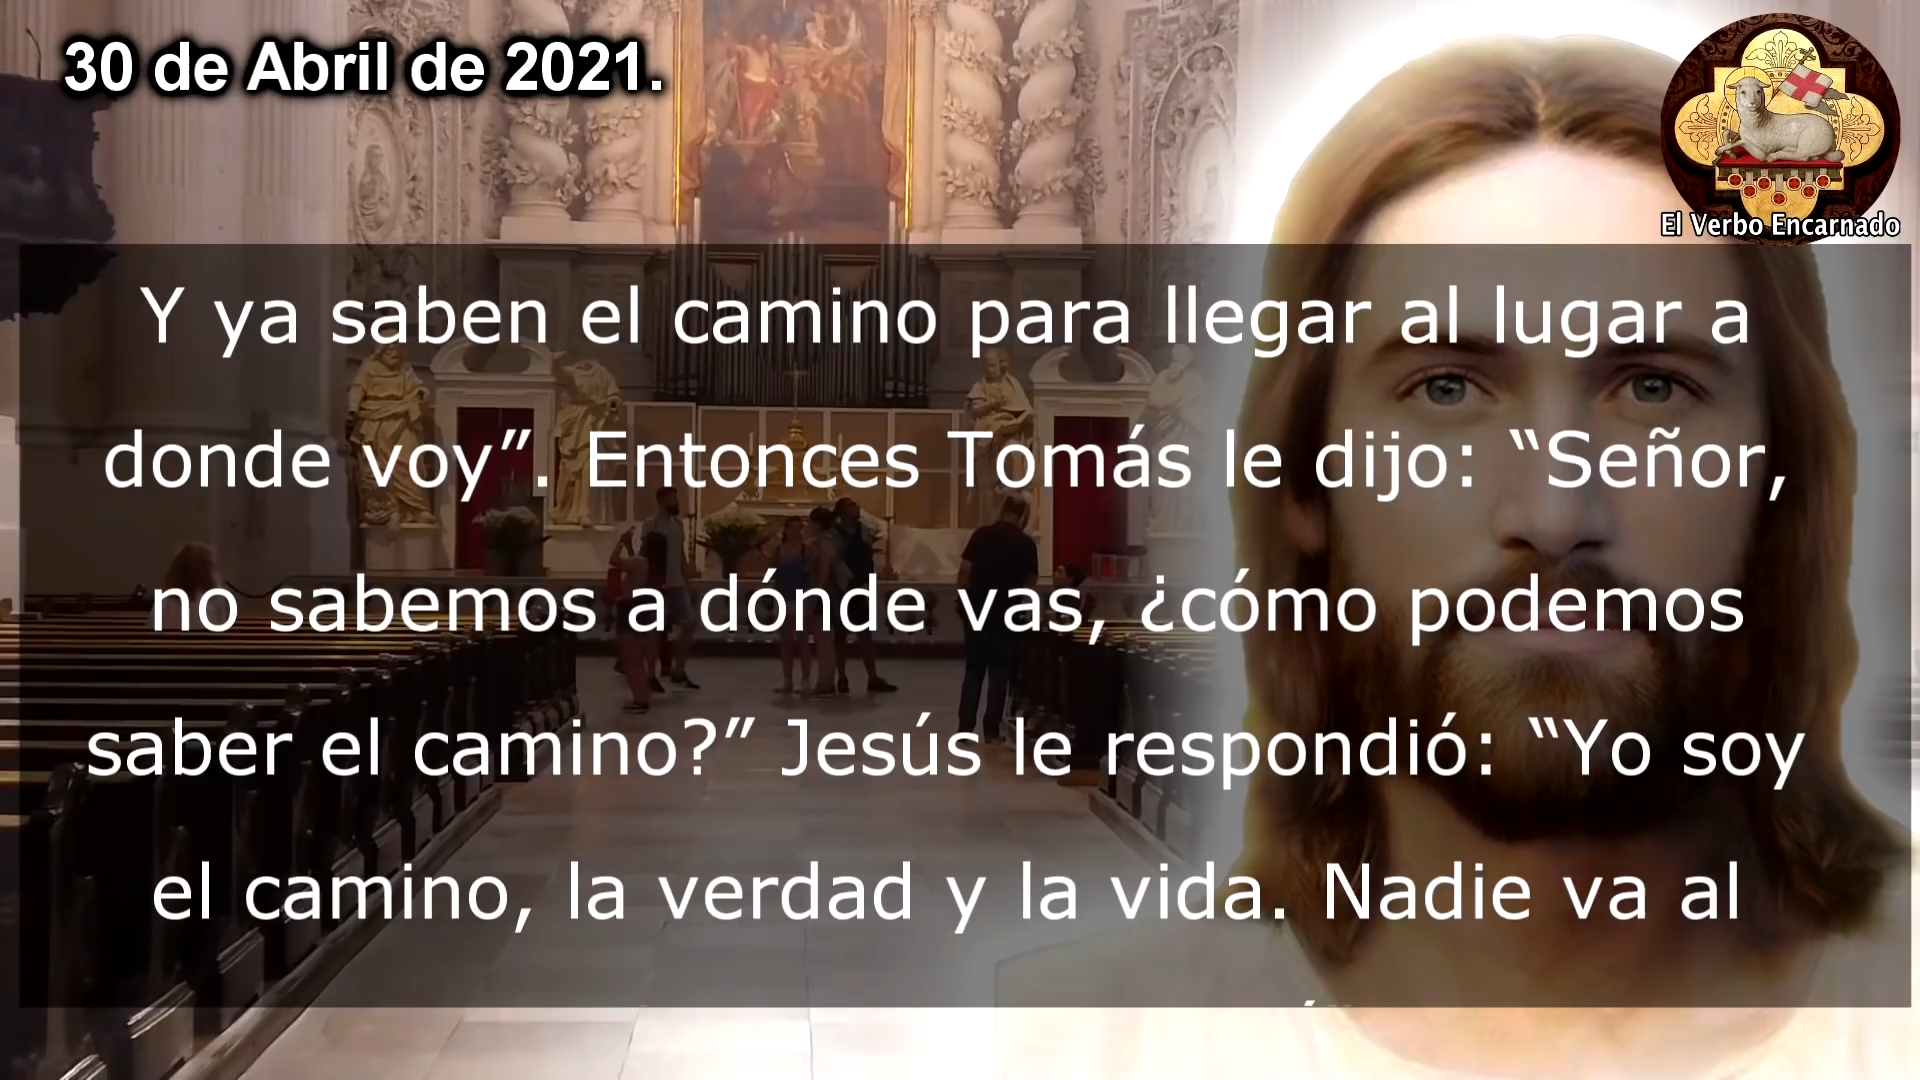 30 de Abril de 2021.
El Verbo Encarnado
Y ya saben el camino para llegar al lugar a
donde voy”. Entonces Tomás le dijo: “Señor,
no sabemos a dónde vas, ¿cómo podemos
saber el camino?” Jesús le respondió: “Yo soy
el camino, la verdad y la vida. Nadie va al